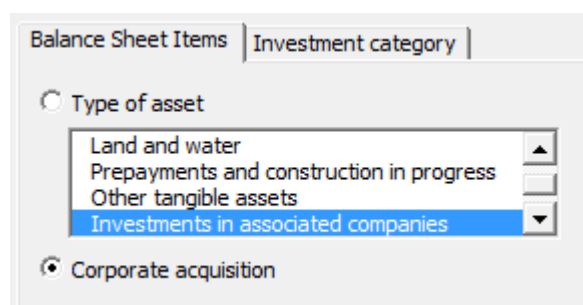 Balance Sheet Items Investment category
Type of asset
Land and water
Prepayments and construction in progress
Other tangible assets
Investments in associated companies
Corporate acquisition